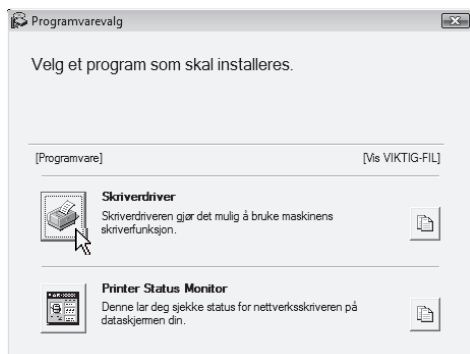 Programvarevalg
Velg et program som skal installeres.
[Programvare] [Vis VIKTIG-FIL]
Skriverdriver
Skriverdriveren gjør det mulig å bruke maskinens
skriverfunksjon.
Printer Status Monitor
Denne lar deg sjekke status for nettverksskriveren på
dataskjermen din.